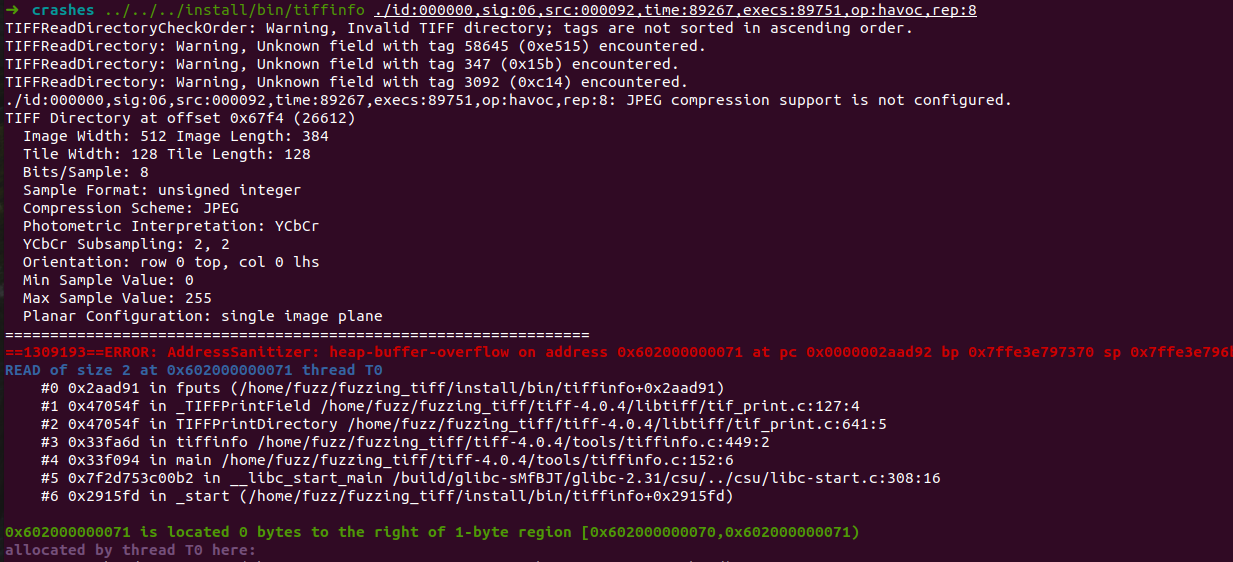 → crashes ../../../install/bin/tiffinfo ./id:000000,sig:06,src:000092,time:89267,execs:89751,op:havoc,rep:8
TIFFReadDirectoryCheckOrder: Warning, Invalid TIFF directory; tags are not sorted in ascending order.
TIFFReadDirectory: Warning, Unknown field with tag 58645 (0xe515) encountered.
TIFFReadDirectory: Warning, Unknown field with tag 347 (0x15b) encountered.
TIFFReadDirectory: Warning, Unknown field with tag 3092 (0xc14) encountered.
./id:000000,sig:06,src:000092,time:89267,execs:89751,op:havoc,rep:8: JPEG compression support is not configured.
TIFF Directory at offset 0x67f4 (26612)
  Image Width: 512 Image Length: 384
  Tile Width: 128 Tile Length: 128
  Bits/Sample: 8
  Sample Format: unsigned integer
  Compression Scheme: JPEG
  Photometric Interpretation: YCbCr
  YCbCr Subsampling: 2, 2
  Orientation: row 0 top, col 0 lhs
  Min Sample Value: 0
  Max Sample Value: 255
  Planar Configuration: single image plane
=================================================================
==1309193==ERROR: AddressSanitizer: heap-buffer-overflow on address 0x602000000071 at pc 0x0000002aad92 bp 0x7ffe3e797370 sp
READ of size 2 at 0x602000000071 thread T0
    #0 0x2aad91 in fputs (/home/fuzz/fuzzing_tiff/install/bin/tiffinfo+0x2aad91)
    #1 0x47054f in _TIFFPrintField /home/fuzz/fuzzing_tiff/tiff-4.0.4/libtiff/tif_print.c:127:4
    #2 0x47054f in TIFFPrintDirectory /home/fuzz/fuzzing_tiff/tiff-4.0.4/libtiff/tif_print.c:641:5
    #3 0x33fa6d in tiffinfo /home/fuzz/fuzzing_tiff/tiff-4.0.4/tools/tiffinfo.c:449:2
    #4 0x33f094 in main /home/fuzz/fuzzing_tiff/tiff-4.0.4/tools/tiffinfo.c:152:6
    #5 0x7f2d753c00b2 in __libc_start_main /build/glibc-sMfBJT/glibc-2.31/csu/../csu/libc-start.c:308:16
    #6 0x2915fd in _start (/home/fuzz/fuzzing_tiff/install/bin/tiffinfo+0x2915fd)
0x602000000071 is located 0 bytes to the right of 1-byte region [0x602000000070,0x602000000071)
allocated by thread T0 here: